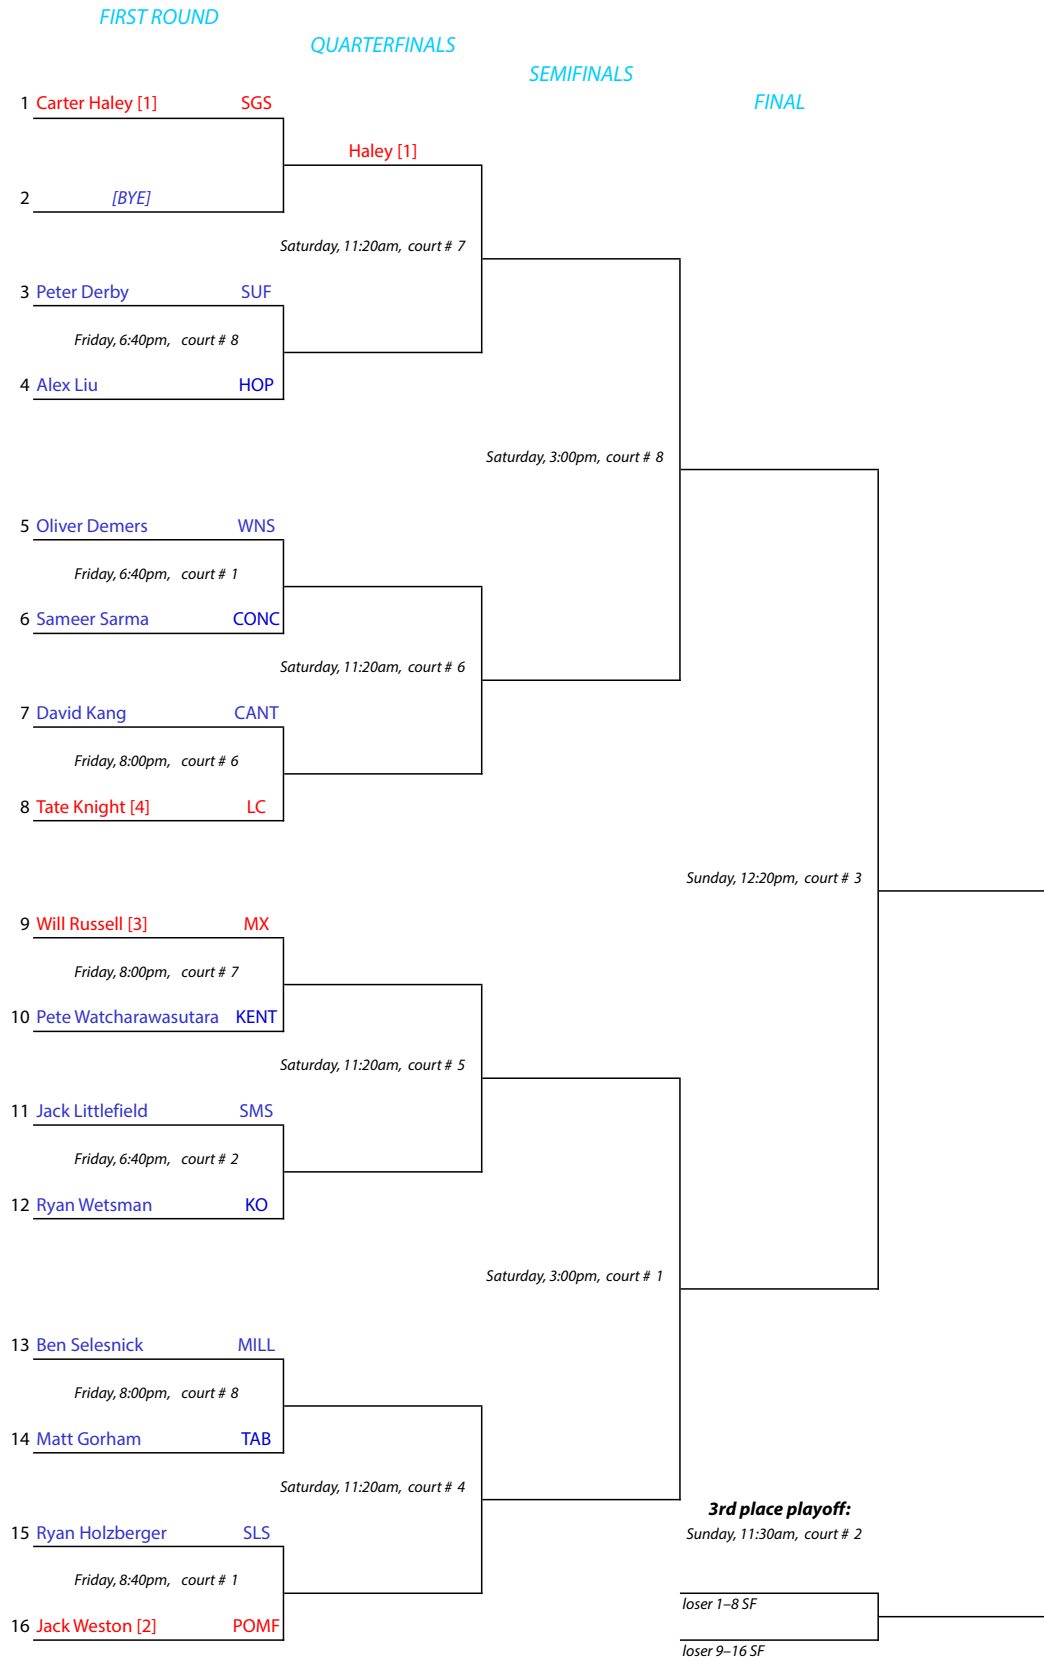 FIRST ROUND
QUARTERFINALS
SEMIFINALS
FINAL
1 Carter Haley [1] SGS
Haley [1]
2 [BYE]
Saturday, 11:20am, court # 7
3 Peter Derby SUF
Friday, 6:40pm, court # 8
4 Alex Liu HOP
Saturday, 3:00pm, court # 8
5 Oliver Demers WNS
Friday, 6:40pm, court # 1
6 Sameer Sarma CONC
Saturday, 11:20am, court # 6
7 David Kang CANT
Friday, 8:00pm, court # 6
8 Tate Knight [4] LC
Sunday, 12:20pm, court # 3
9 Will Russell [3] MX
Friday, 8:00pm, court # 7
10 Pete Watcharawasutara KENT
Saturday, 11:20am, court # 5
11 Jack Littlefield SMS
Friday, 6:40pm, court # 2
12 Ryan Wetsman KO
Saturday, 3:00pm, court # 1
13 Ben Selesnick MILL
Friday, 8:00pm, court # 8
14 Matt Gorham TAB
Saturday, 11:20am, court # 4
3rd place playoff:
15 Ryan Holzberger SLS
Sunday, 11:30am, court # 2
Friday, 8:40pm, court # 1
loser 1–8 SF
16 Jack Weston [2] POMF
loser 9–16 SF